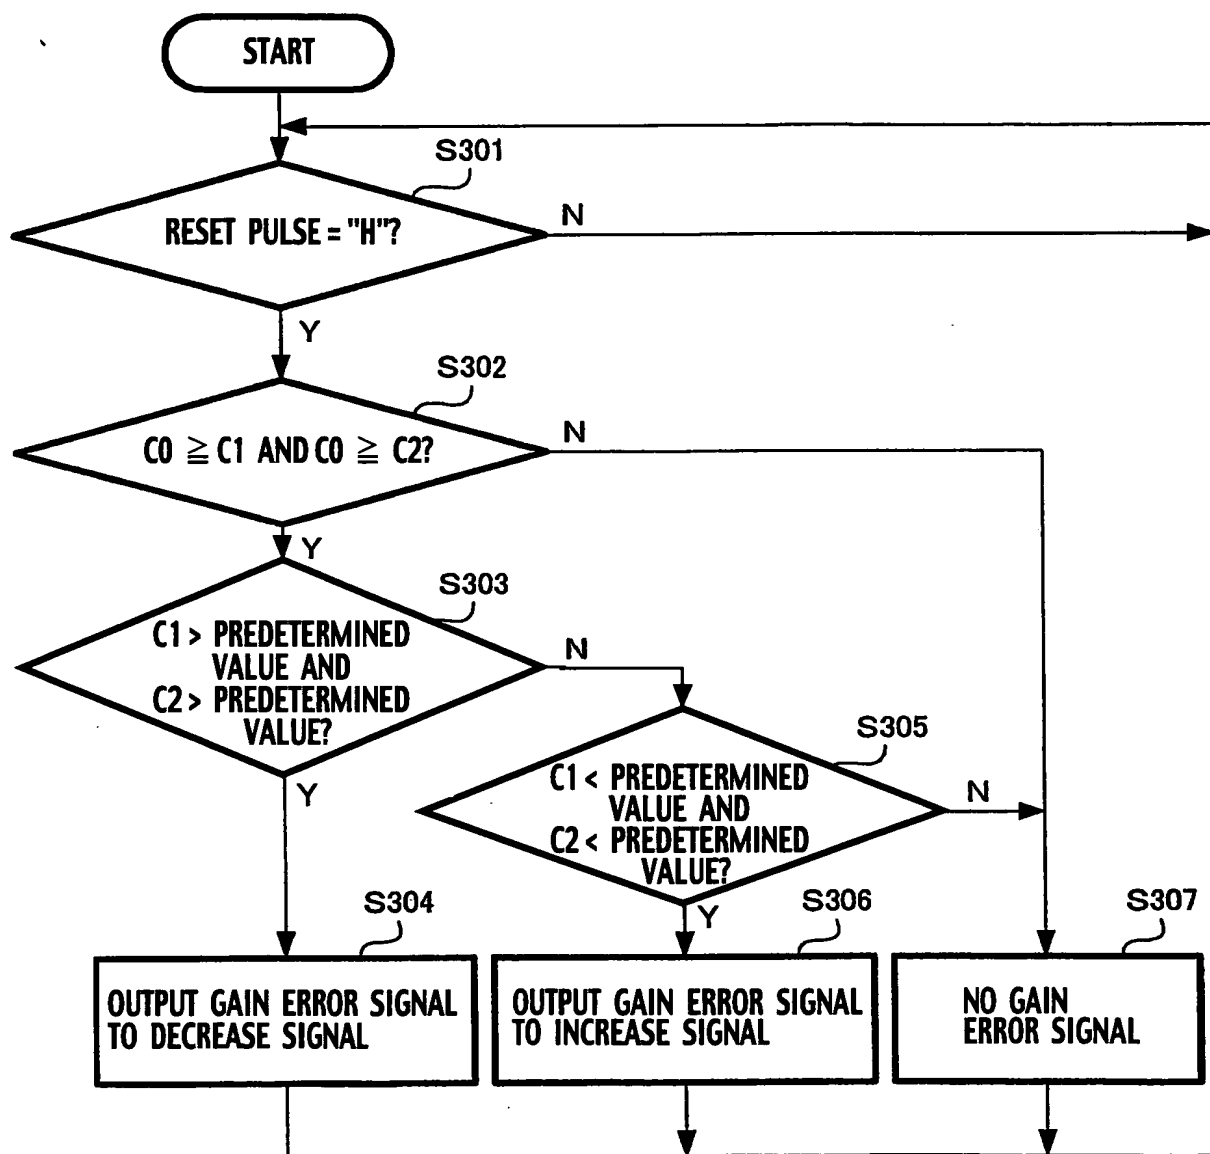 START
S301
RESET PULSE = "H"?
N
Y
S302
C0 ≧ C1 AND C0 ≧ C2?
N
Y
S303
C1 > PREDETERMINED
VALUE AND
C2 > PREDETERMINED
VALUE?
N
Y
S305
C1 < PREDETERMINED
VALUE AND
C2 < PREDETERMINED
VALUE?
N
Y
S304
OUTPUT GAIN ERROR SIGNAL
TO DECREASE SIGNAL
S306
OUTPUT GAIN ERROR SIGNAL
TO INCREASE SIGNAL
S307
NO GAIN
ERROR SIGNAL